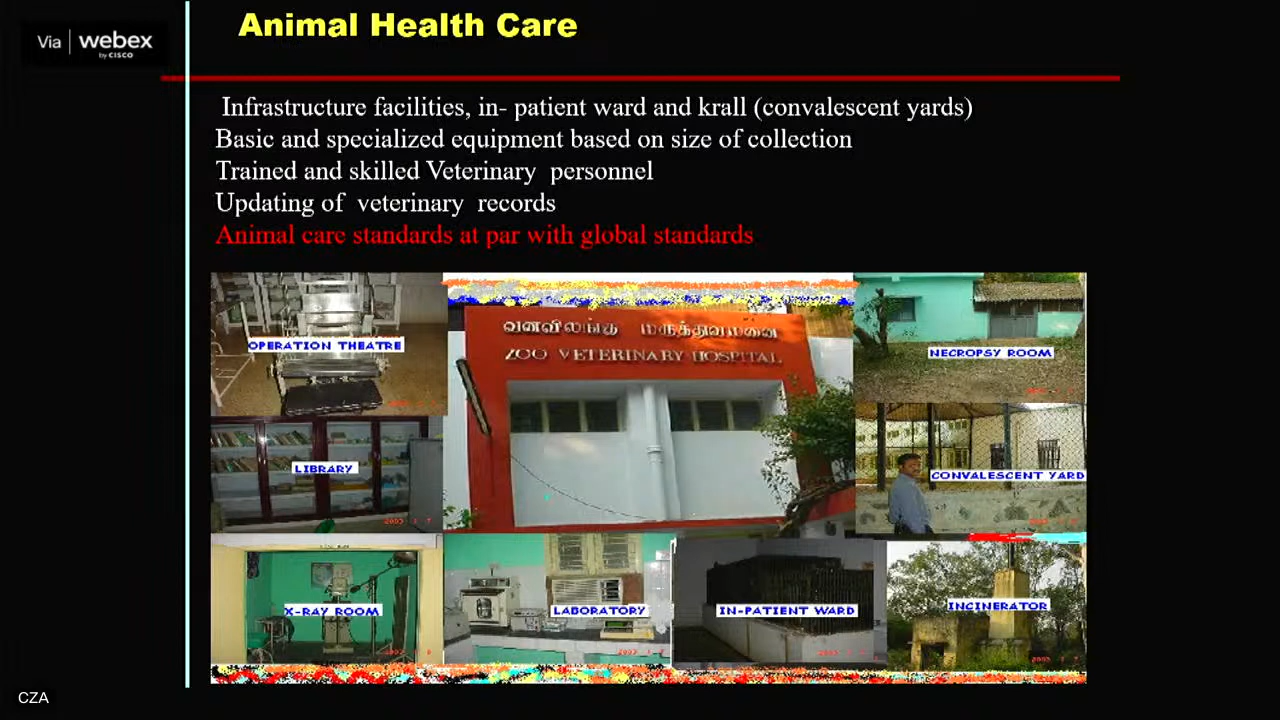 Via | webex
by CISCO
Animal Health Care
Infrastructure facilities, in- patient ward and krall (convalescent yards)
Basic and specialized equipment based on size of collection
Trained and skilled Veterinary personnel
Updating of veterinary records
Animal care standards at par with global standards
OPERATION THEATRE
வனவிலங்கு மருத்துவமனை
ZOO VETERINARY HOSPITAL
NECROPSY ROOM
LIBRARY
CONVALESCENT YARD
X-RAY ROOM
LABORATORY
IN-PATIENT WARD
INCINERATOR
CZA